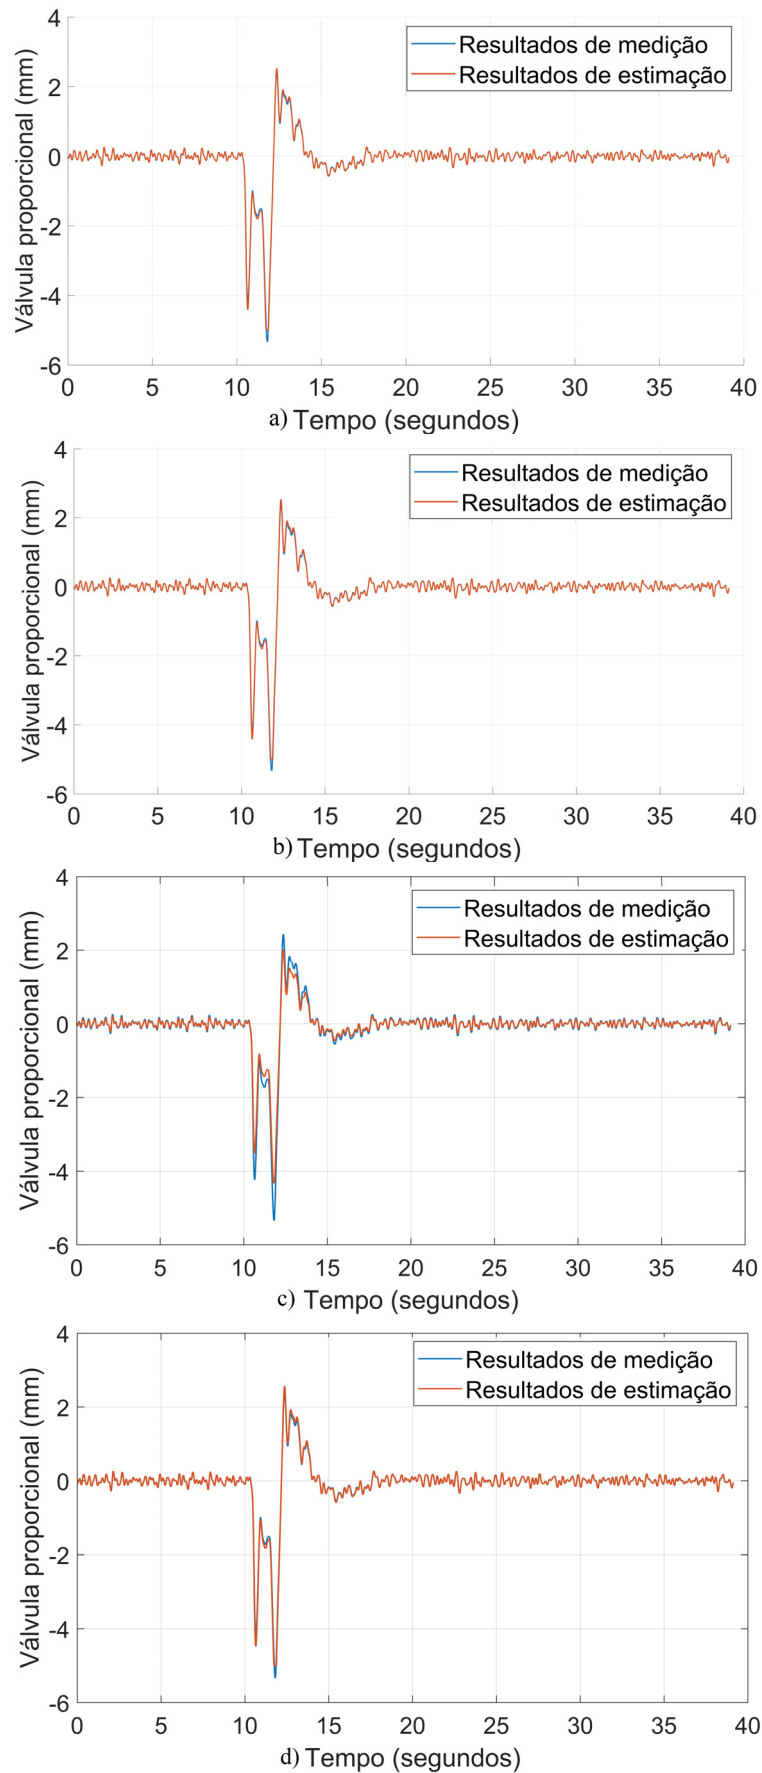 4
2
0
-2
-4
-6
Válvula proporcional (mm)
Resultados de medição
Resultados de estimação
0 5 10 15 20 25 30 35 40
a) Tempo (segundos)
4
2
0
-2
-4
-6
Válvula proporcional (mm)
Resultados de medição
Resultados de estimação
0 5 10 15 20 25 30 35 40
b) Tempo (segundos)
4
2
0
-2
-4
-6
Válvula proporcional (mm)
Resultados de medição
Resultados de estimação
0 5 10 15 20 25 30 35 40
c) Tempo (segundos)
4
2
0
-2
-4
-6
Válvula proporcional (mm)
Resultados de medição
Resultados de estimação
0 5 10 15 20 25 30 35 40
d) Tempo (segundos)